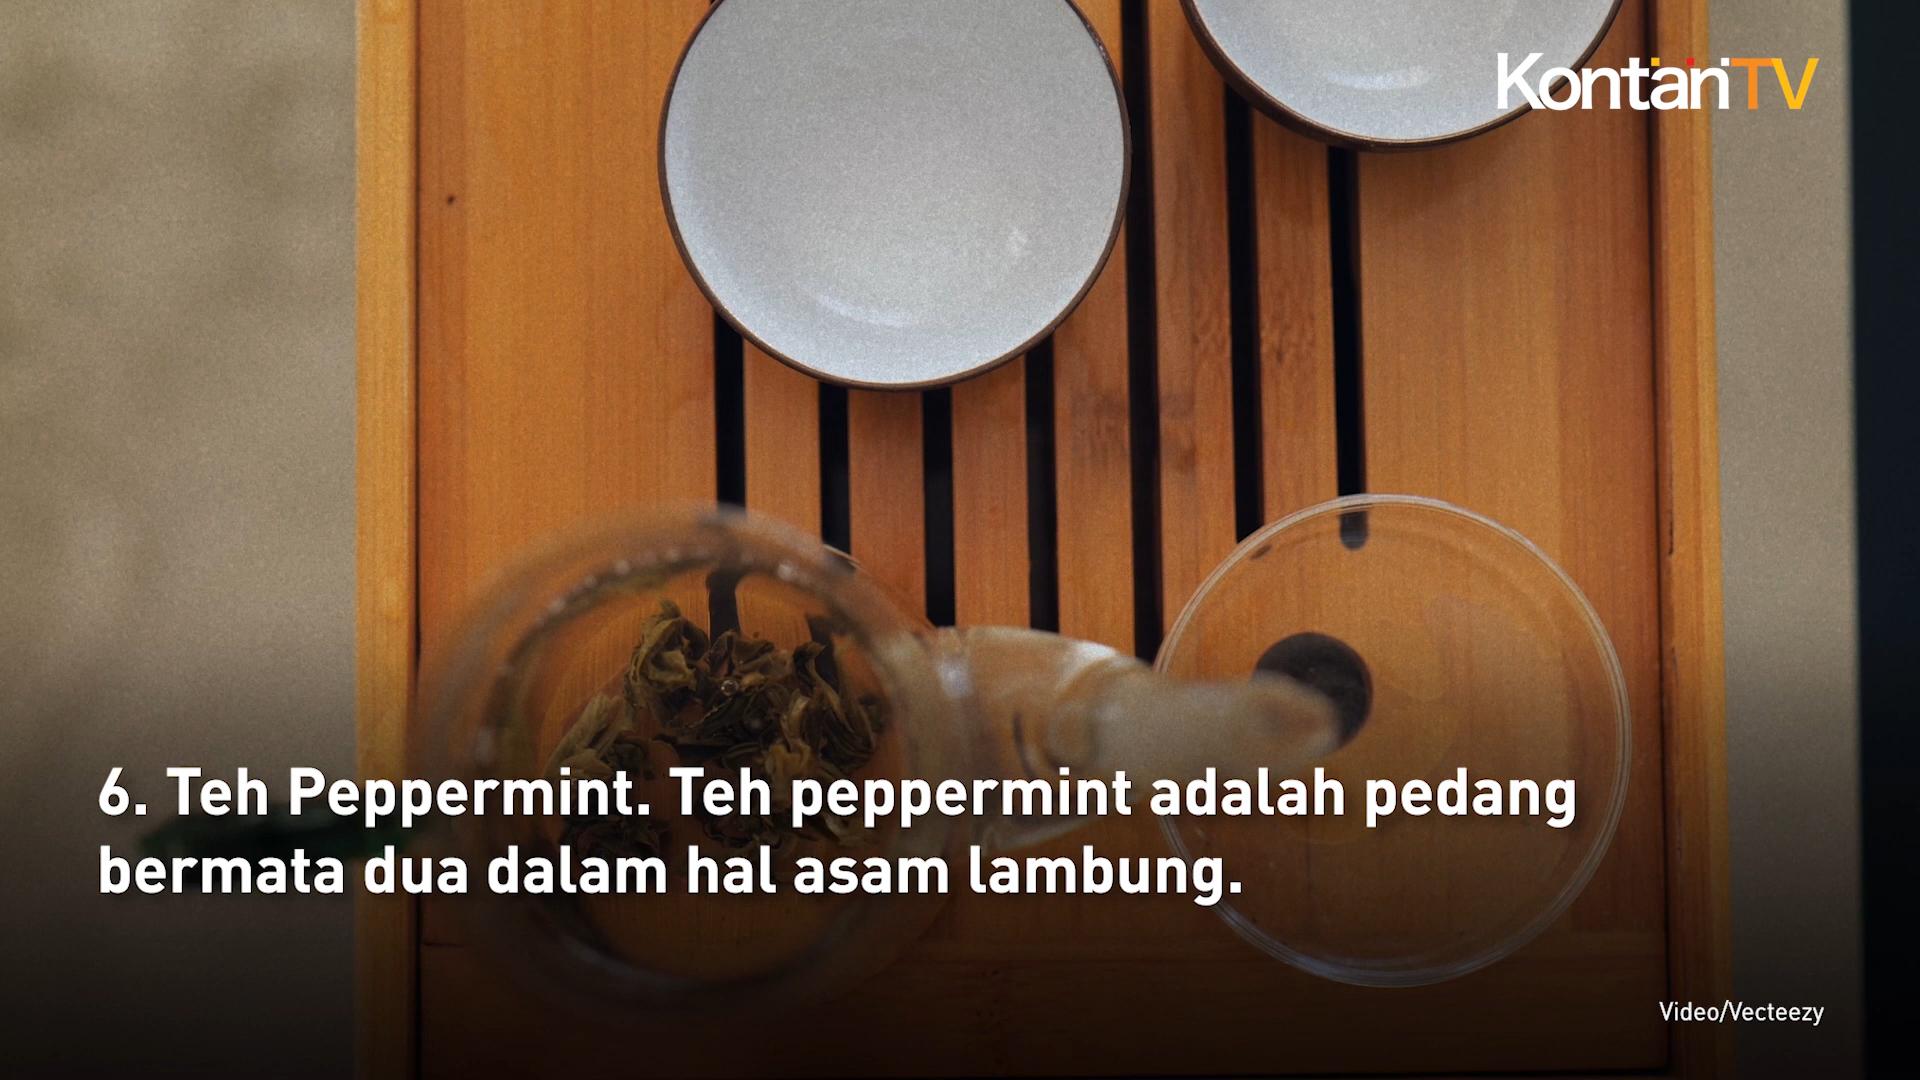 KontanTV
6. Teh Peppermint. Teh peppermint adalah pedang
bermata dua dalam hal asam lambung.
Video/Vecteezy